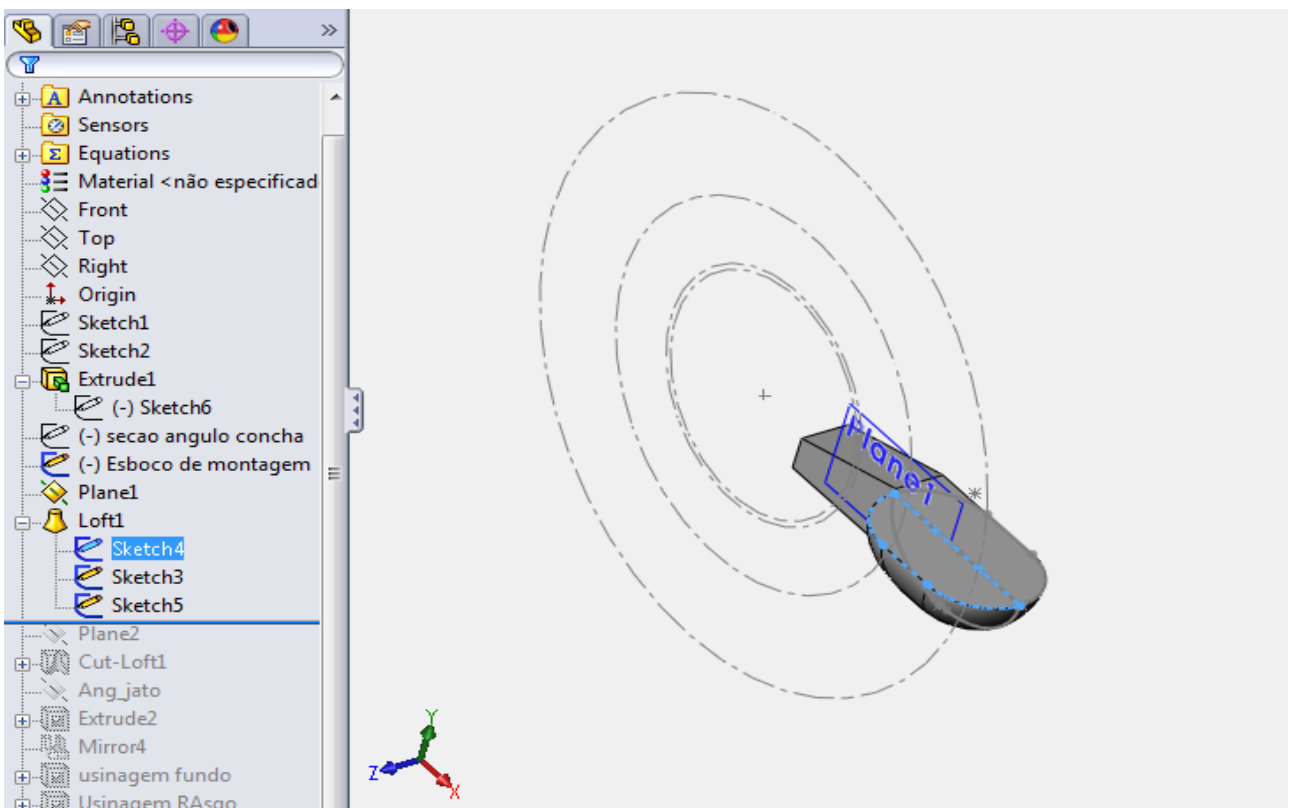 »
A Annotations
Sensors
Σ Equations
Material <não especificad
Front
Top
Right
Origin
Sketch1
Sketch2
Extrude1
(-) Sketch6
(-) secao angulo concha
(-) Esboco de montagem
Plane1
Loft1
Sketch4
Sketch3
Sketch5
Plane2
Cut-Loft1
Ang_jato
Extrude2
Mirror4
usinagem fundo
Usinagem RAsgo
Plane1
Y
Z
X